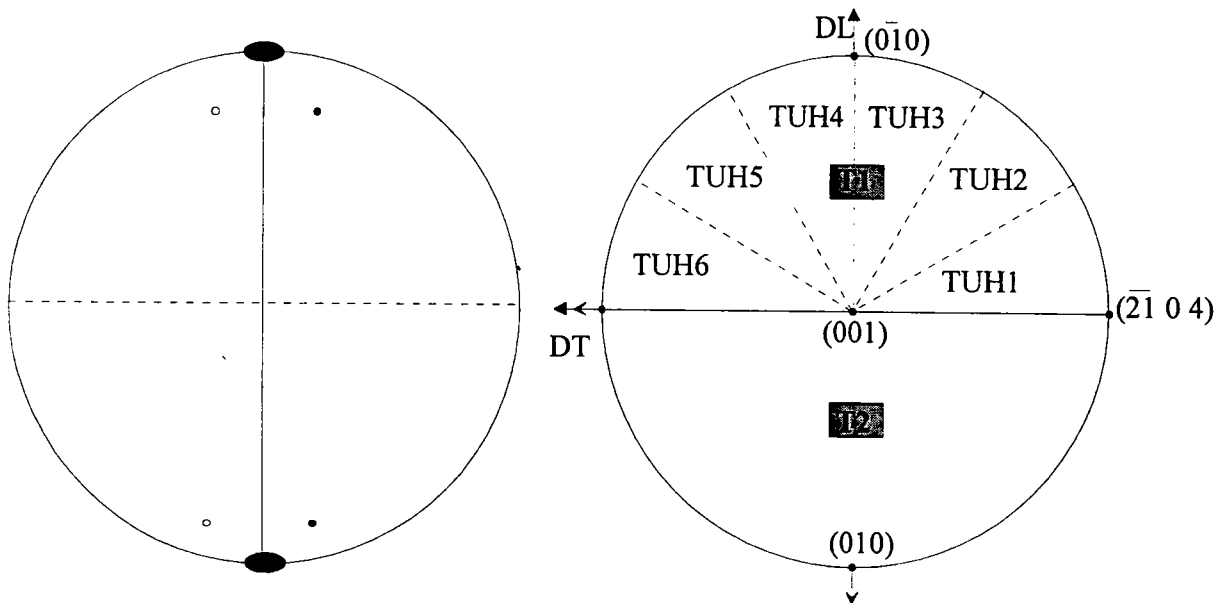 DL
(0̄10)
TUH4 TUH3
TUH5 T1 TUH2
TUH6 TUH1
DT (001) (2̄1̄ 0 4)
T2
(010)